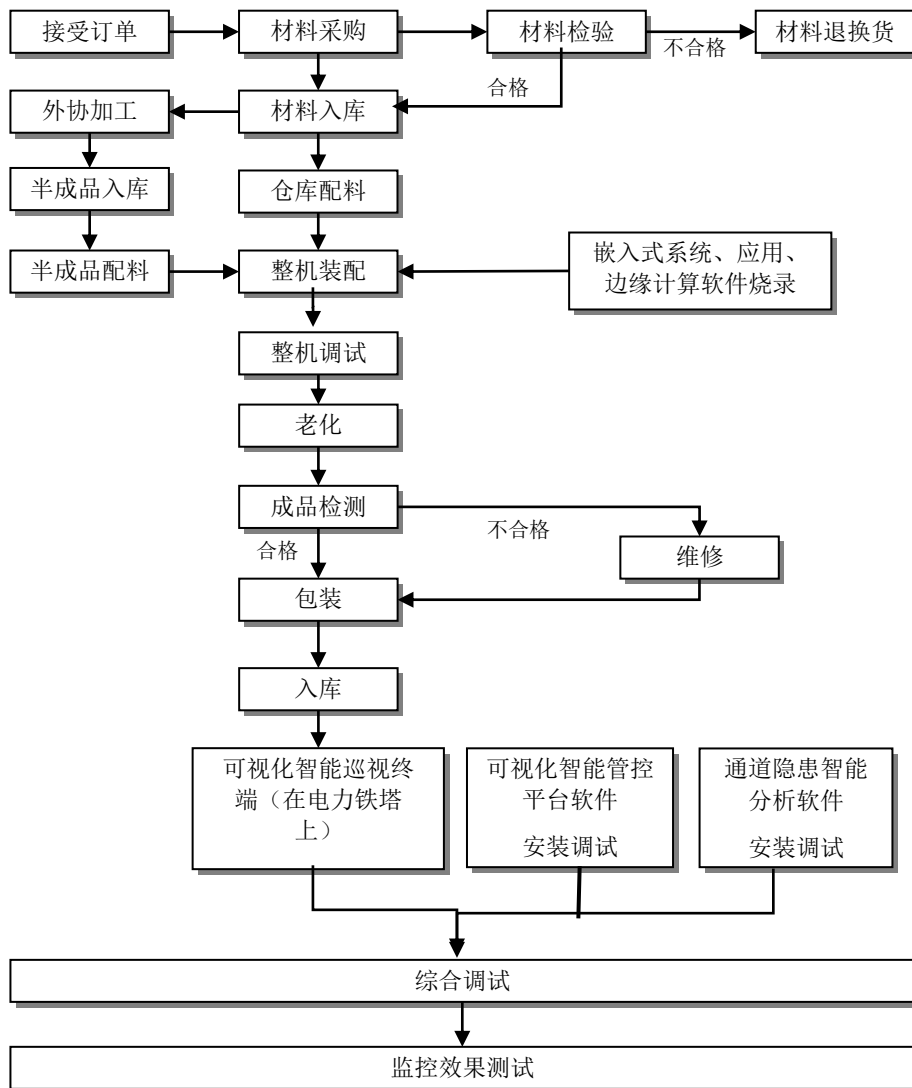 接受订单
材料采购
材料检验
不合格
材料退换货
合格
外协加工
材料入库
半成品入库
仓库配料
半成品配料
整机装配
嵌入式系统、应用、
边缘计算软件烧录
整机调试
老化
成品检测
不合格
合格
维修
包装
入库
可视化智能巡视终
端（在电力铁塔
上）
可视化智能管控
平台软件
安装调试
通道隐患智能
分析软件
安装调试
综合调试
监控效果测试